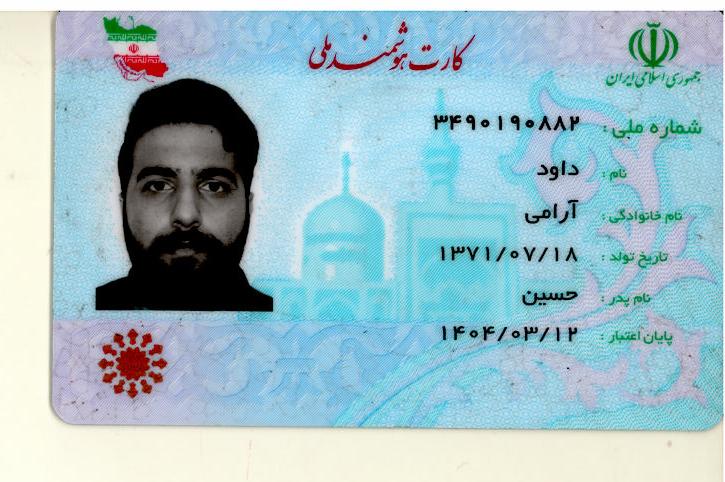 کارت هوشمند ملی
جمهوری اسلامی ایران
شماره ملی : ۳۴۹۰۱۹۰۸۸۲
نام : داود
نام خانوادگی : آرامی
تاریخ تولد : ۱۳۷۱/۰۷/۱۸
نام پدر : حسین
پایان اعتبار : ۱۴۰۴/۰۳/۱۲